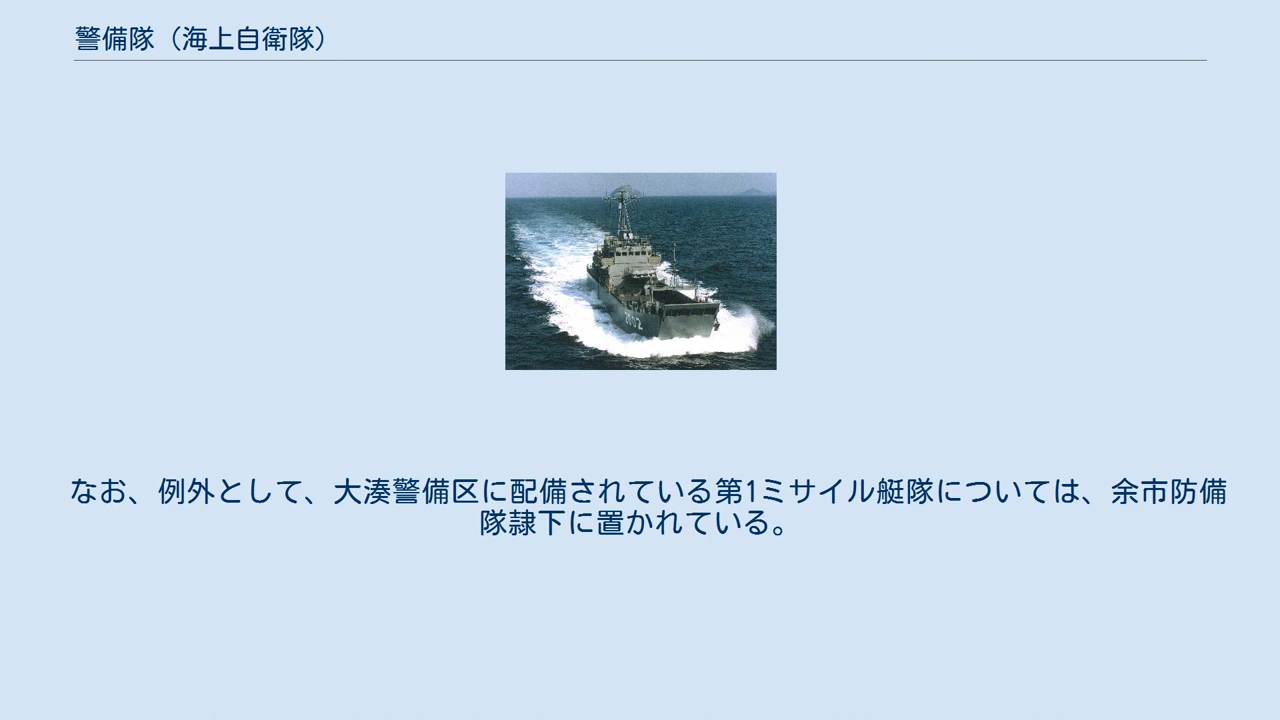 警備隊（海上自衛隊）
なお、例外として、大湊警備区に配備されている第1ミサイル艇隊については、余市防備
隊隷下に置かれている。